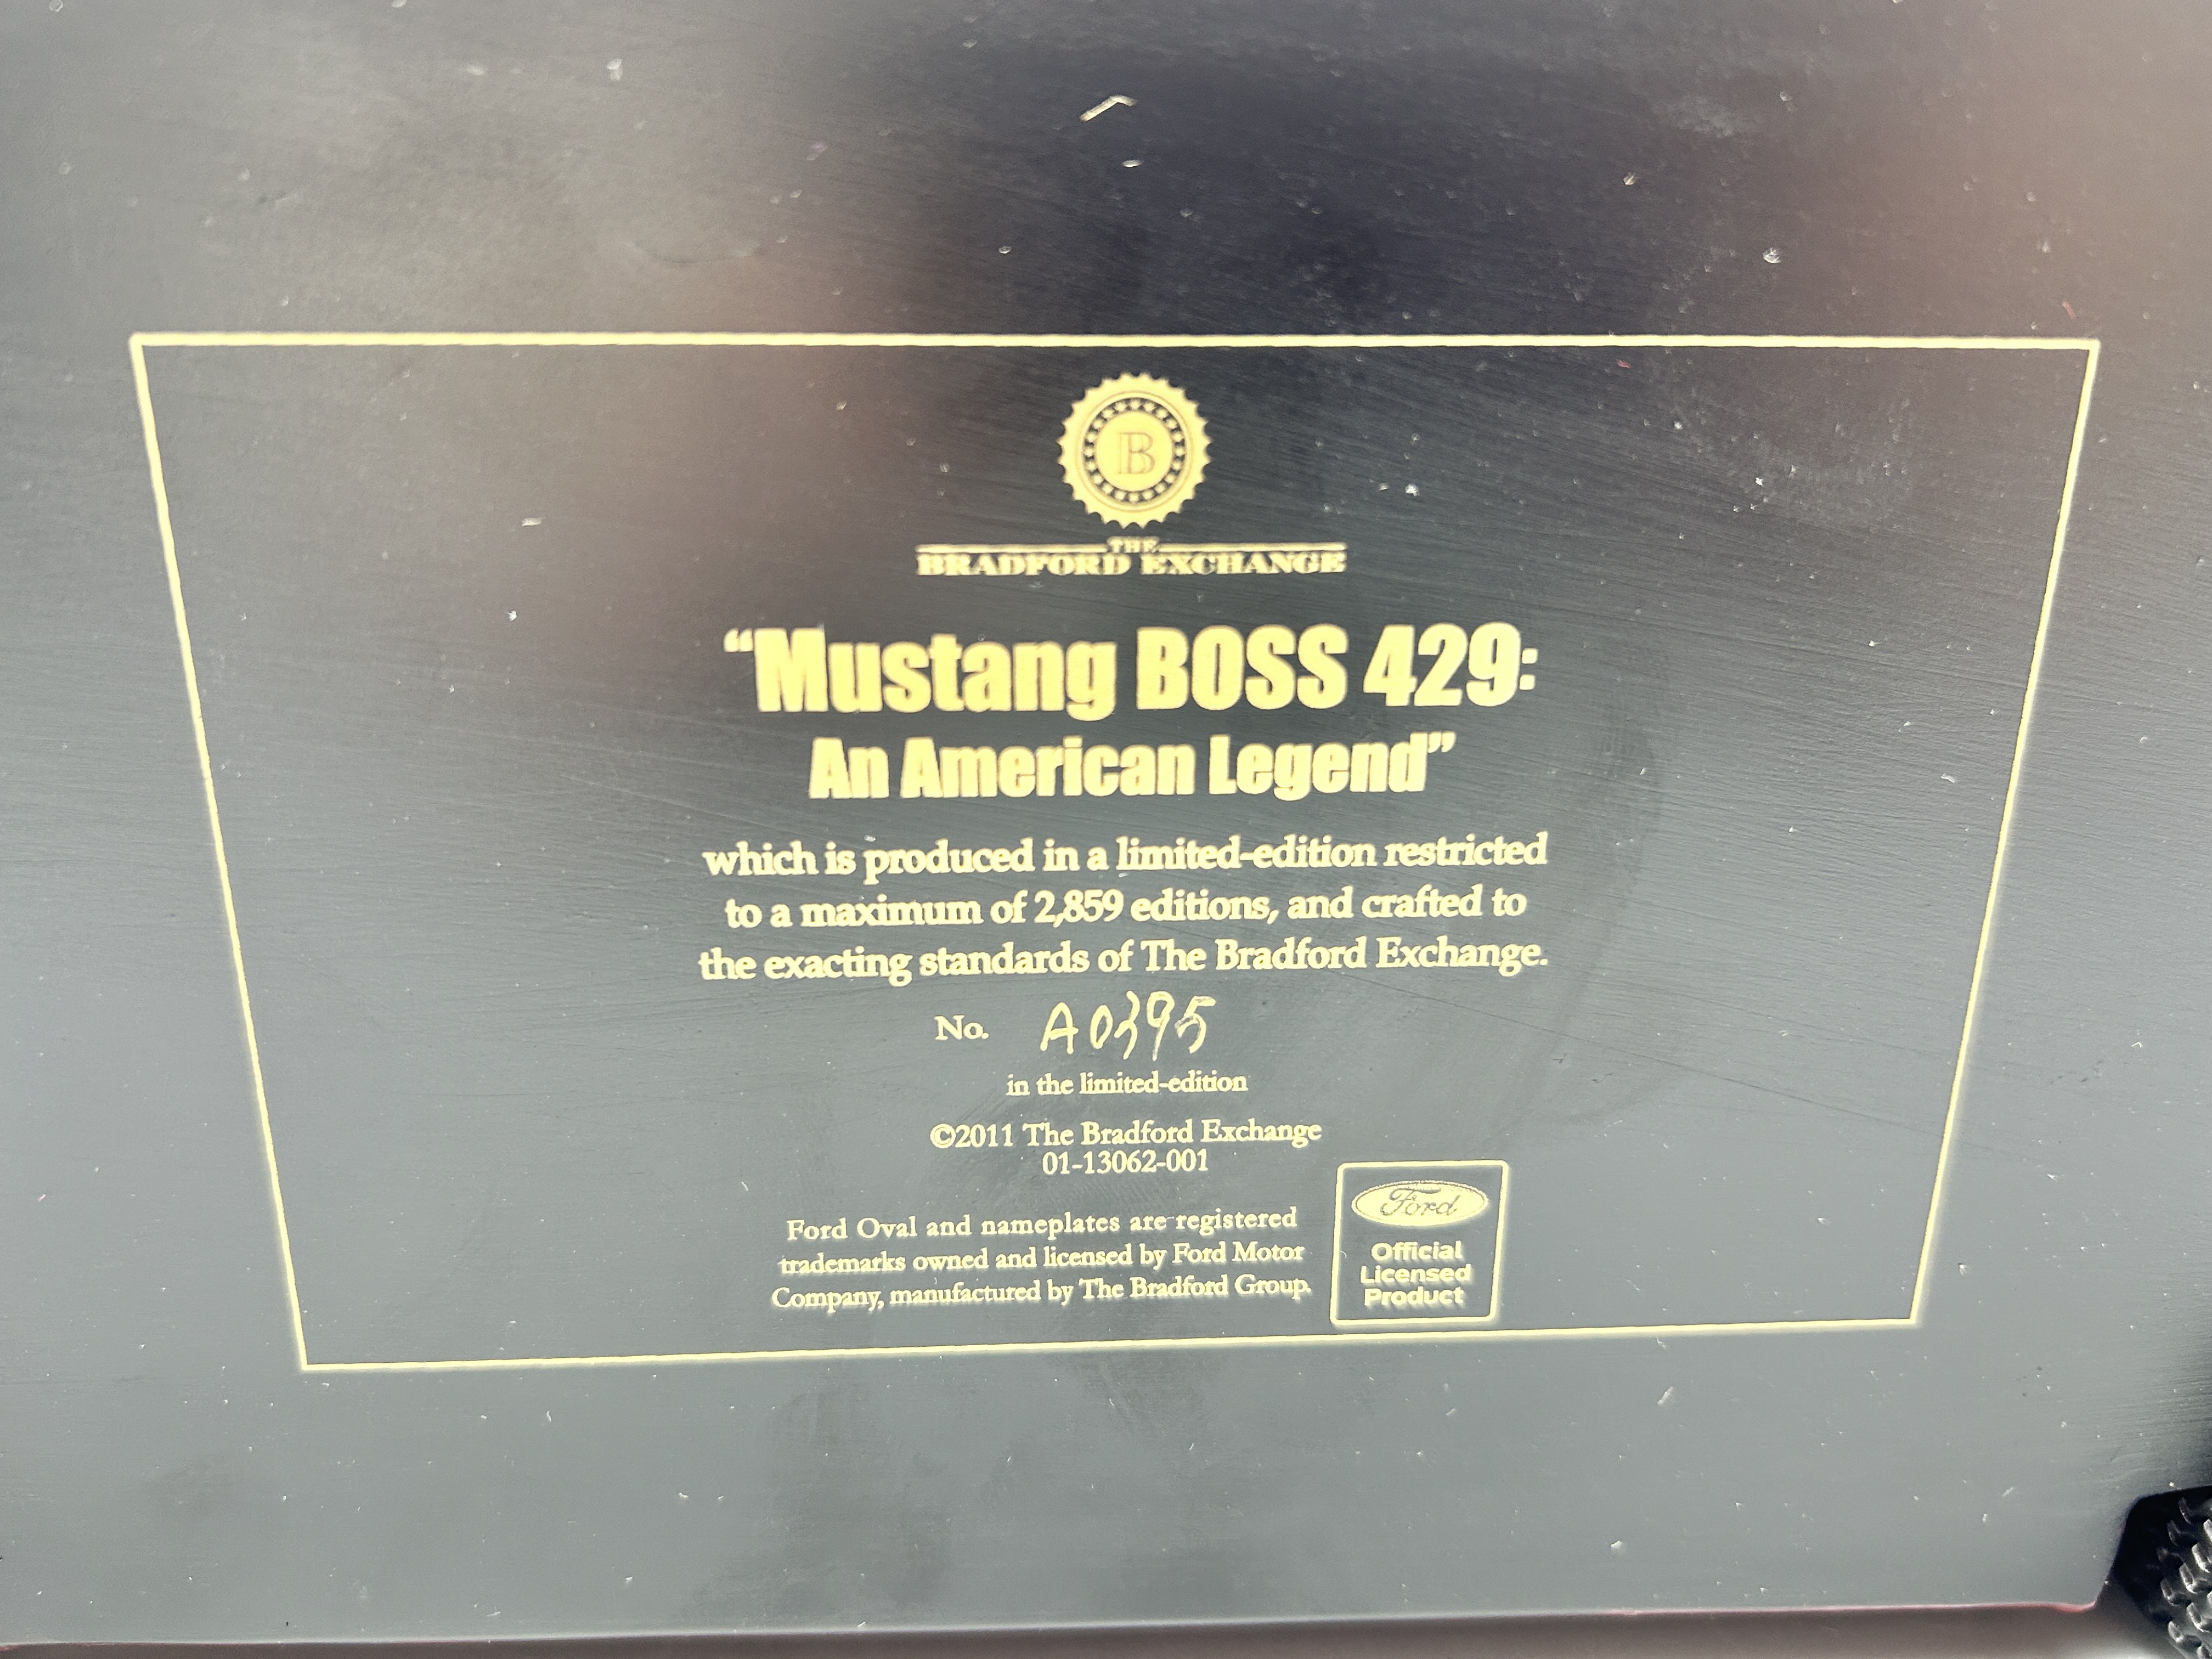 B
THE
BRADFORD EXCHANGE
“Mustang BOSS 429:
An American Legend”
which is produced in a limited-edition restricted
to a maximum of 2,859 editions, and crafted to
the exacting standards of The Bradford Exchange.
No. A0395
in the limited-edition
©2011 The Bradford Exchange
01-13062-001
Ford Oval and nameplates are registered
trademarks owned and licensed by Ford Motor
Company, manufactured by The Bradford Group.
Ford
Official
Licensed
Product